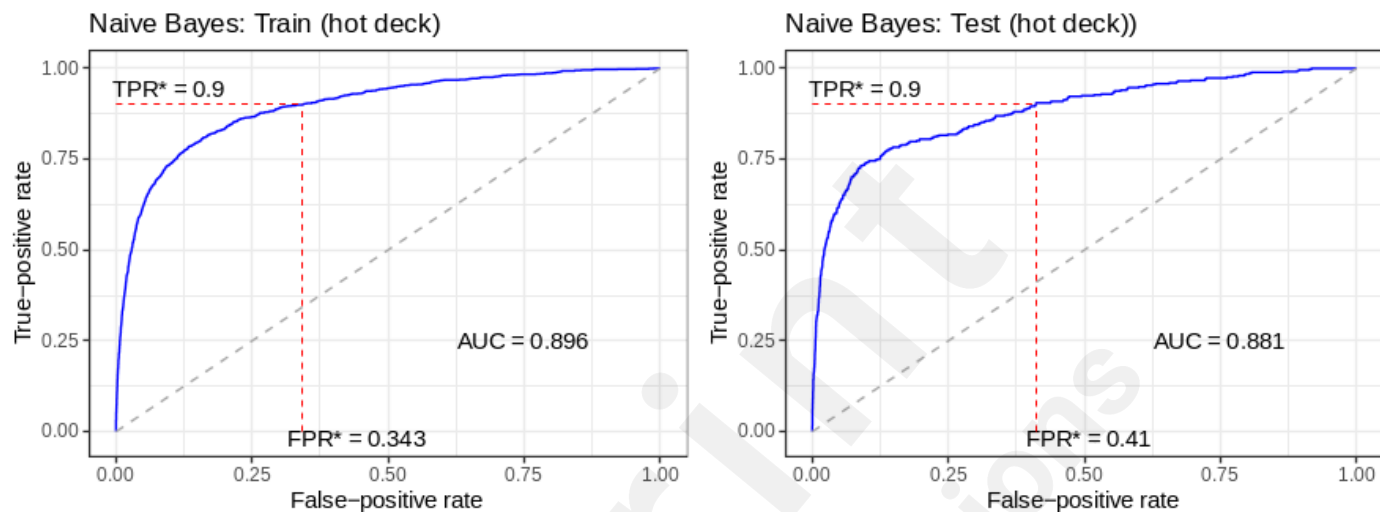 Naive Bayes: Train (hot deck)
1.00
0.75
0.50
0.25
0.00
True−positive rate
TPR* = 0.9
AUC = 0.896
FPR* = 0.343
0.00 0.25 0.50 0.75 1.00
False−positive rate
Naive Bayes: Test (hot deck))
1.00
0.75
0.50
0.25
0.00
True−positive rate
TPR* = 0.9
AUC = 0.881
FPR* = 0.41
0.00 0.25 0.50 0.75 1.00
False−positive rate